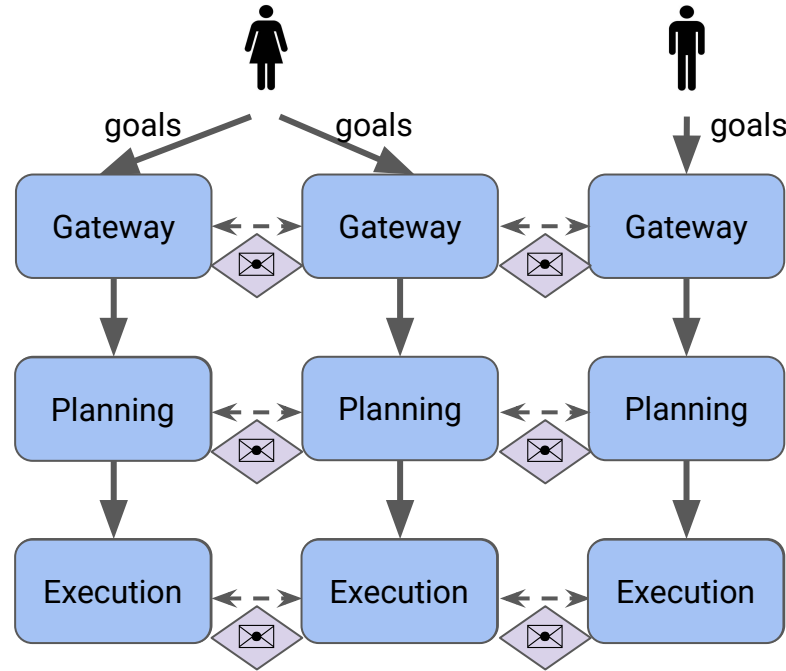 goals
goals
goals
Gateway
Gateway
Gateway
Planning
Planning
Planning
Execution
Execution
Execution